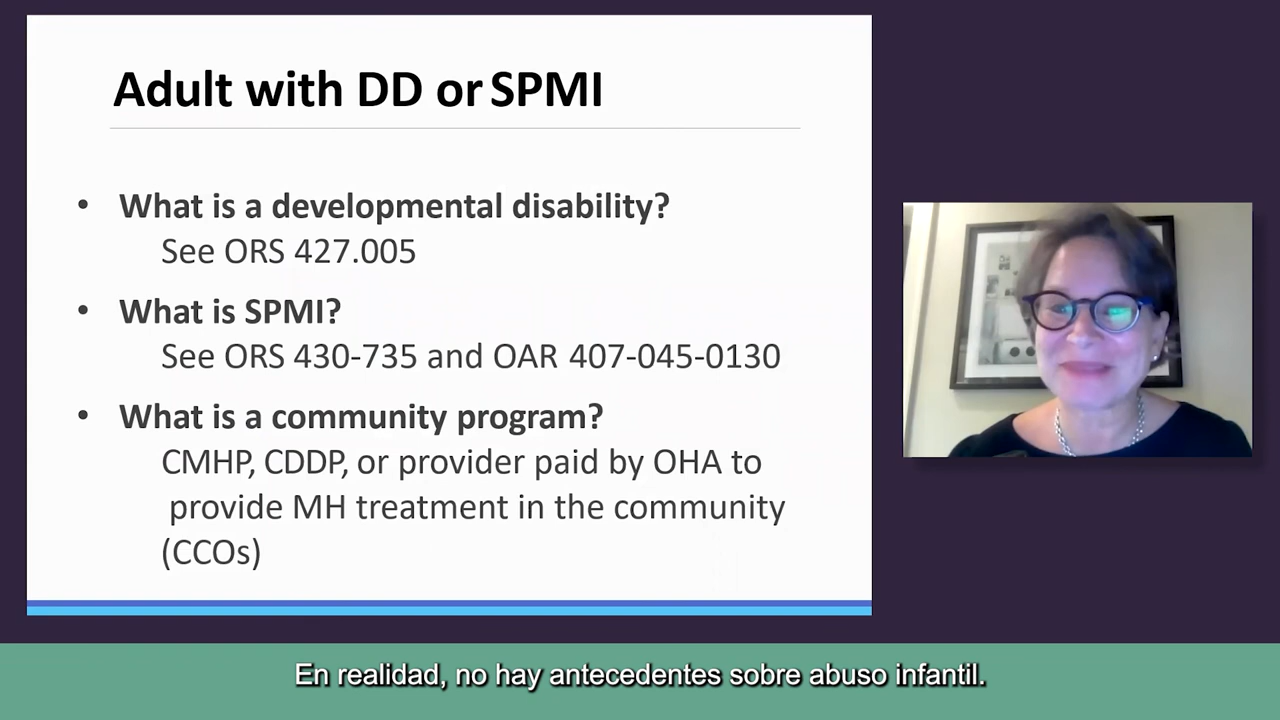 Adult with DD or SPMI
• What is a developmental disability?
See ORS 427.005
• What is SPMI?
See ORS 430-735 and OAR 407-045-0130
• What is a community program?
CMHP, CDDP, or provider paid by OHA to
provide MH treatment in the community
(CCOs)
En realidad, no hay antecedentes sobre abuso infantil.